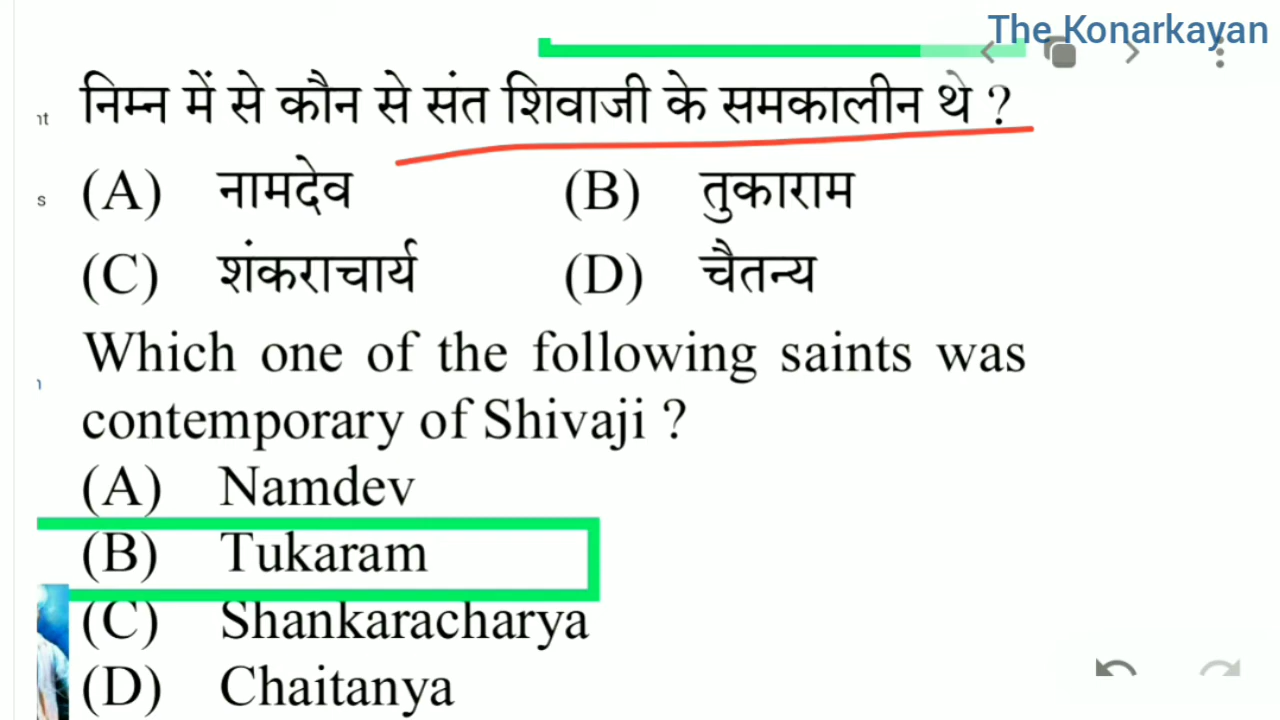 The Konarkayan
निम्न में से कौन से संत शिवाजी के समकालीन थे ?
(A) नामदेव (B) तुकाराम
(C) शंकराचार्य (D) चैतन्य
Which one of the following saints was
contemporary of Shivaji ?
(A) Namdev
(B) Tukaram
(C) Shankaracharya
(D) Chaitanya